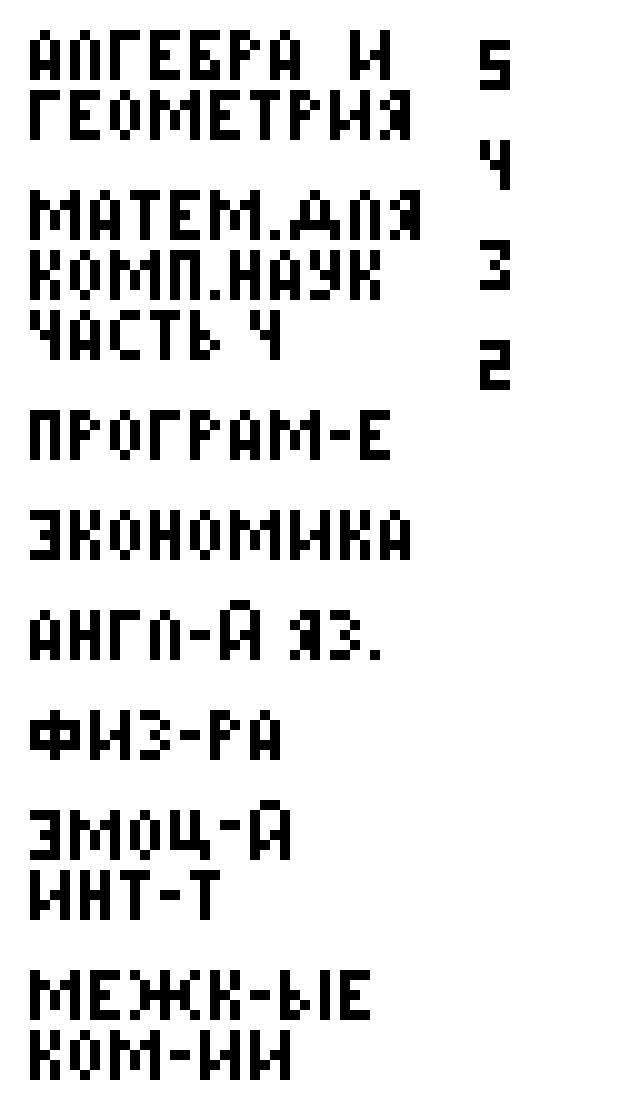 АЛГЕБРА И
ГЕОМЕТРИЯ
МАТЕМ.ДЛЯ
КОМП.НАУК
ЧАСТЬ 4
ПРОГРАМ-Е
ЭКОНОМИКА
АНГЛ-Й ЯЗ.
ФИЗ-РА
ЭМОЦ-Й
ИНТ-Т
МЕЖК-ЫЕ
КОМ-ИИ
5
4
3
2